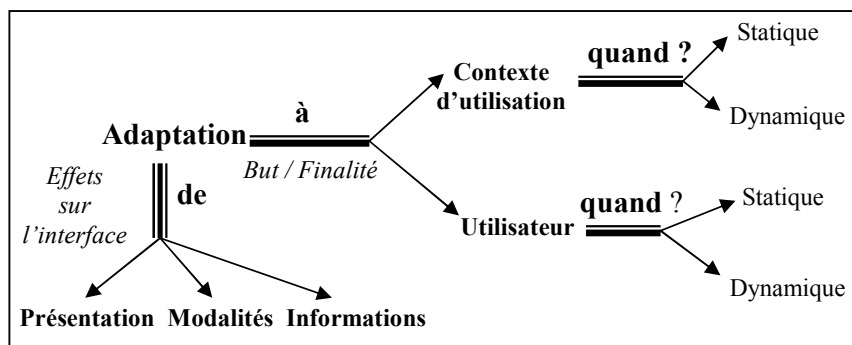 quand ?
Statique
Contexte
d'utilisation
Dynamique
à
Adaptation
But / Finalité
Effets
sur
l'interface
de
quand ?
Statique
Utilisateur
Dynamique
Présentation Modalités Informations